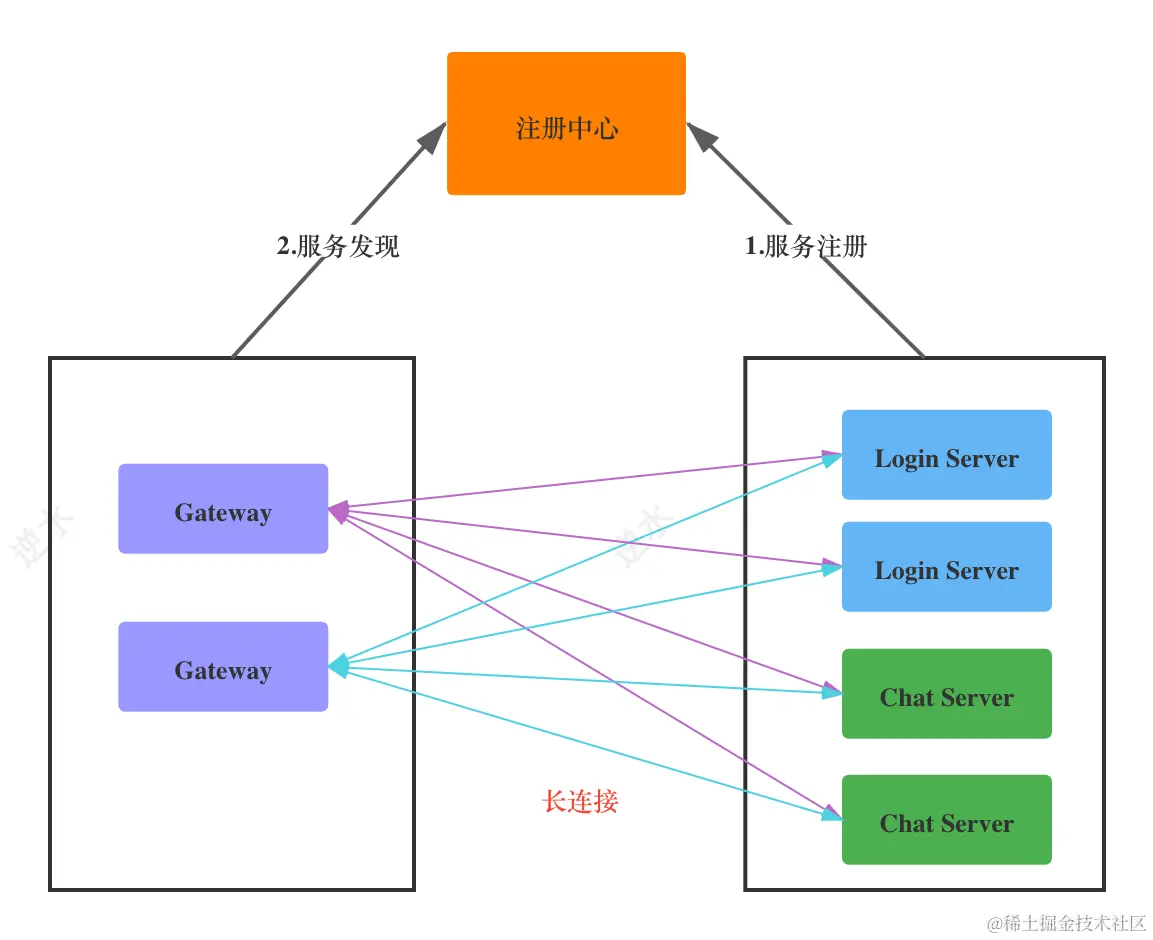 注册中心
2.服务发现
1.服务注册
Login Server
Gateway
Login Server
Gateway
Chat Server
Chat Server
长连接
逆水
逆水
@稀土掘金技术社区